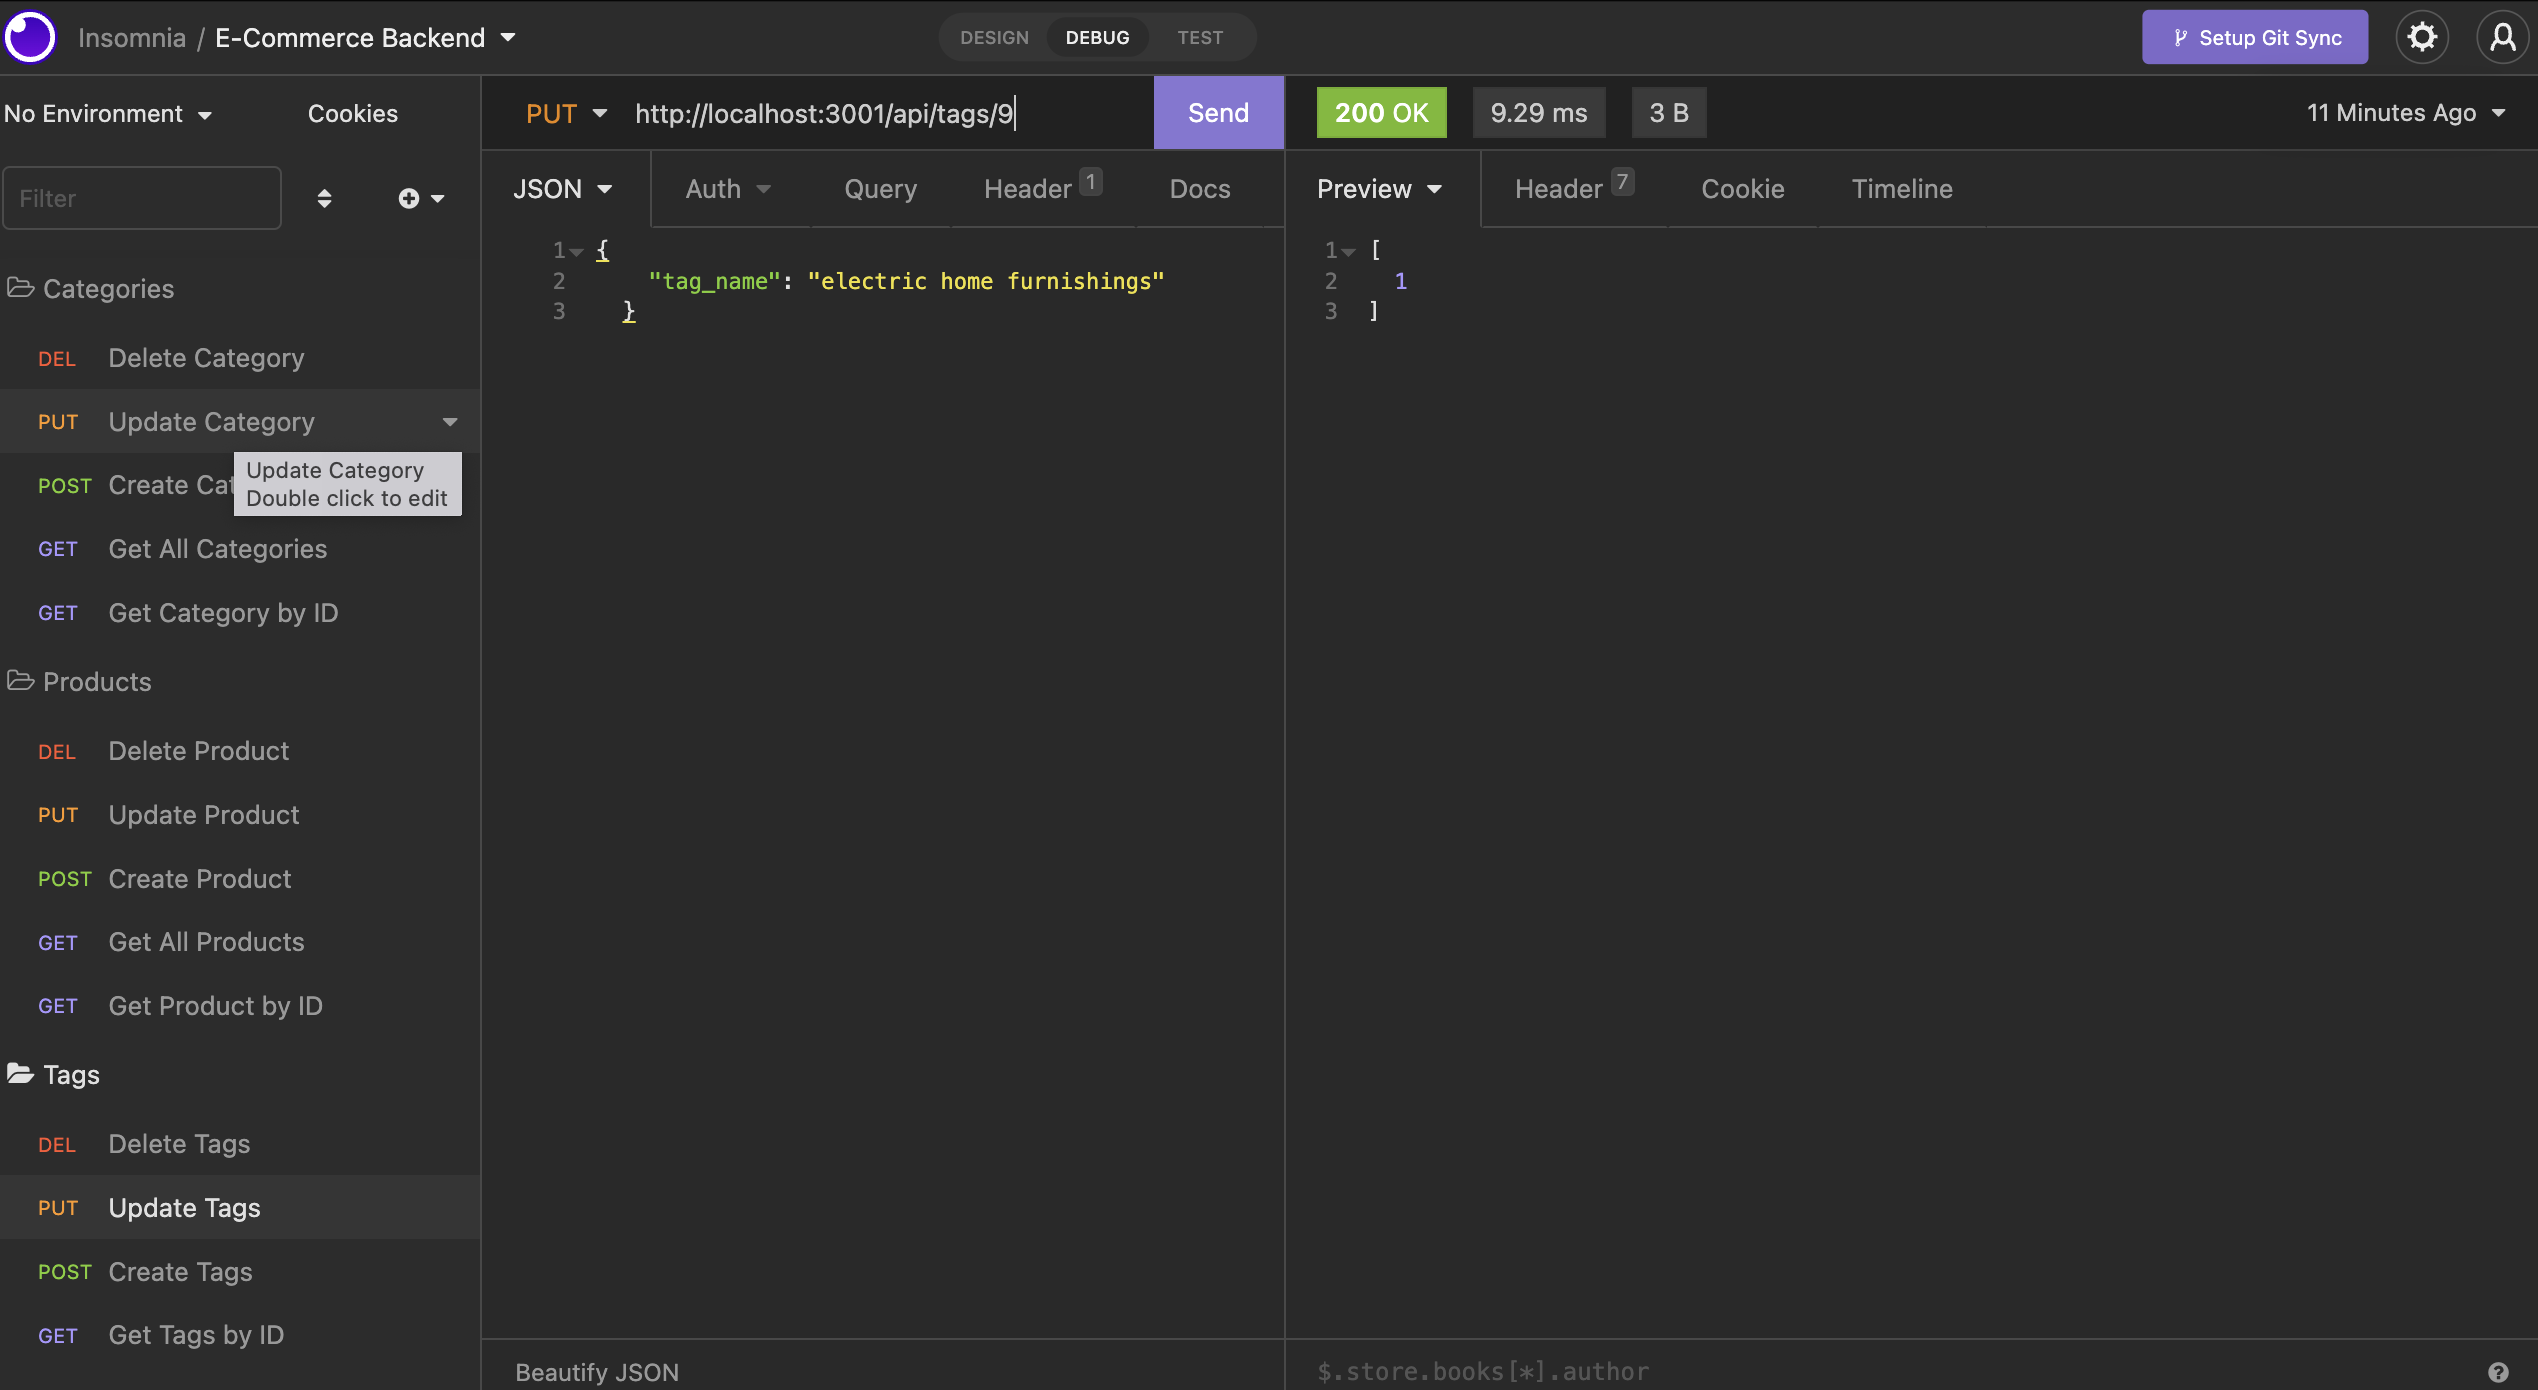 Insomnia / E-Commerce Backend
DESIGN DEBUG TEST
Setup Git Sync
No Environment Cookies
Filter
Categories
DEL Delete Category
PUT Update Category
Update Category
Double click to edit
POST Create Cat
GET Get All Categories
GET Get Category by ID
Products
DEL Delete Product
PUT Update Product
POST Create Product
GET Get All Products
GET Get Product by ID
Tags
DEL Delete Tags
PUT Update Tags
POST Create Tags
GET Get Tags by ID
PUT http://localhost:3001/api/tags/9 Send
JSON Auth Query Header 1 Docs
1 {
2 "tag_name": "electric home furnishings"
3 }
Beautify JSON
200 OK 9.29 ms 3 B 11 Minutes Ago
Preview Header 7 Cookie Timeline
1 [
2 1
3 ]
$.store.books[*].author ?